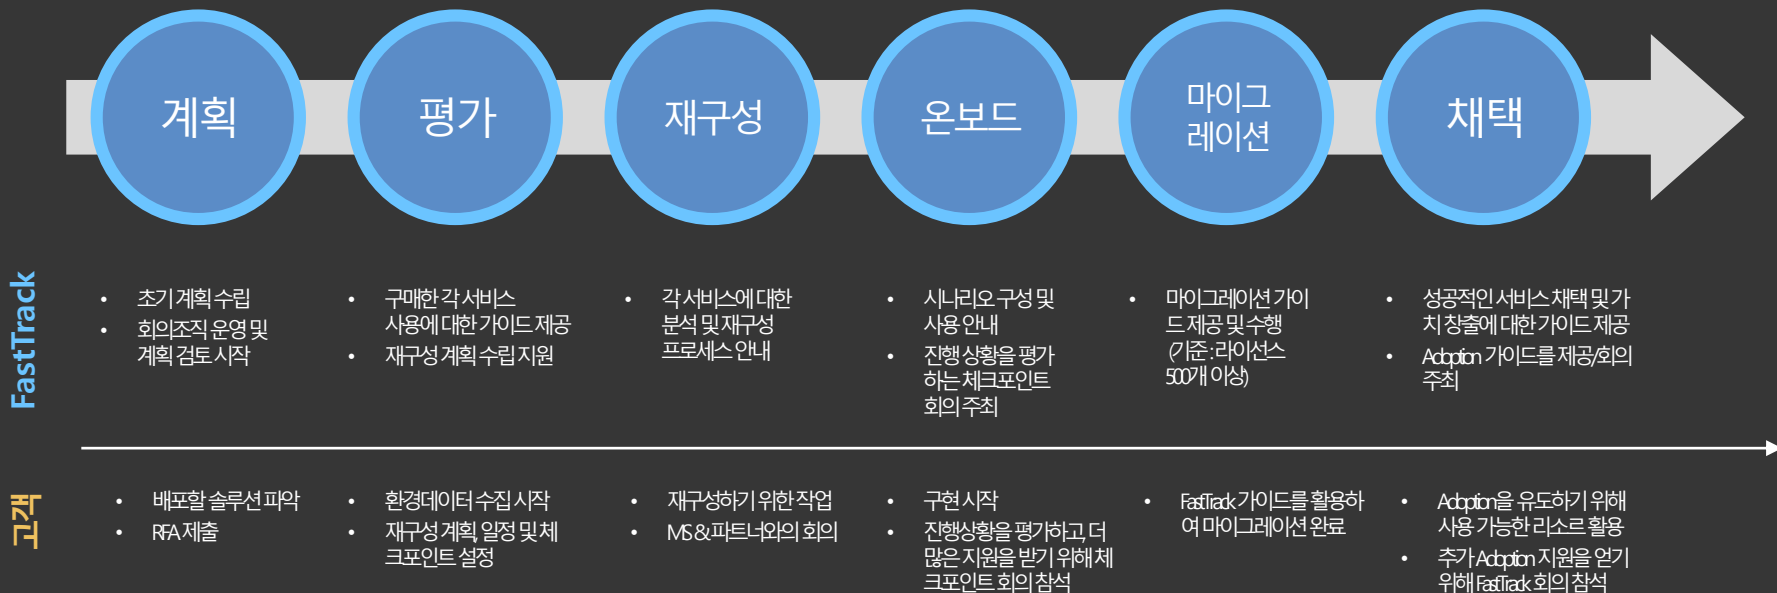 계획
평가
재구성
온보드
마이그
레이션
채택
FastTrack
• 초기 계획 수립
• 회의조직 운영 및
계획 검토 시작
• 구매한 각 서비스
사용에 대한 가이드 제공
• 재구성 계획 수립 지원
• 각 서비스에 대한
분석 및 재구성
프로세스 안내
• 시나리오 구성 및
사용 안내
• 진행 상황을 평가
하는 체크포인트
회의 주최
• 마이그레이션 가이
드 제공 및 수행
(기준 : 라이선스
500개 이상)
• 성공적인 서비스 채택 및 가
치 창출에 대한 가이드 제공
• Adoption 가이드를 제공/회의
주최
고객
• 배포할 솔루션 파악
• RFA 제출
• 환경데이터 수집 시작
• 재구성 계획, 일정 및 체
크포인트 설정
• 재구성하기 위한 작업
• MS & 파트너와의 회의
• 구현 시작
• 진행상황을 평가하고, 더
많은 지원을 받기 위해 체
크포인트 회의 참석
• FastTrack 가이드를 활용하
여 마이그레이션 완료
• Adoption을 유도하기 위해
사용 가능한 리소르 활용
• 추가 Adoption 지원을 얻기
위해 FastTrack 회의 참석